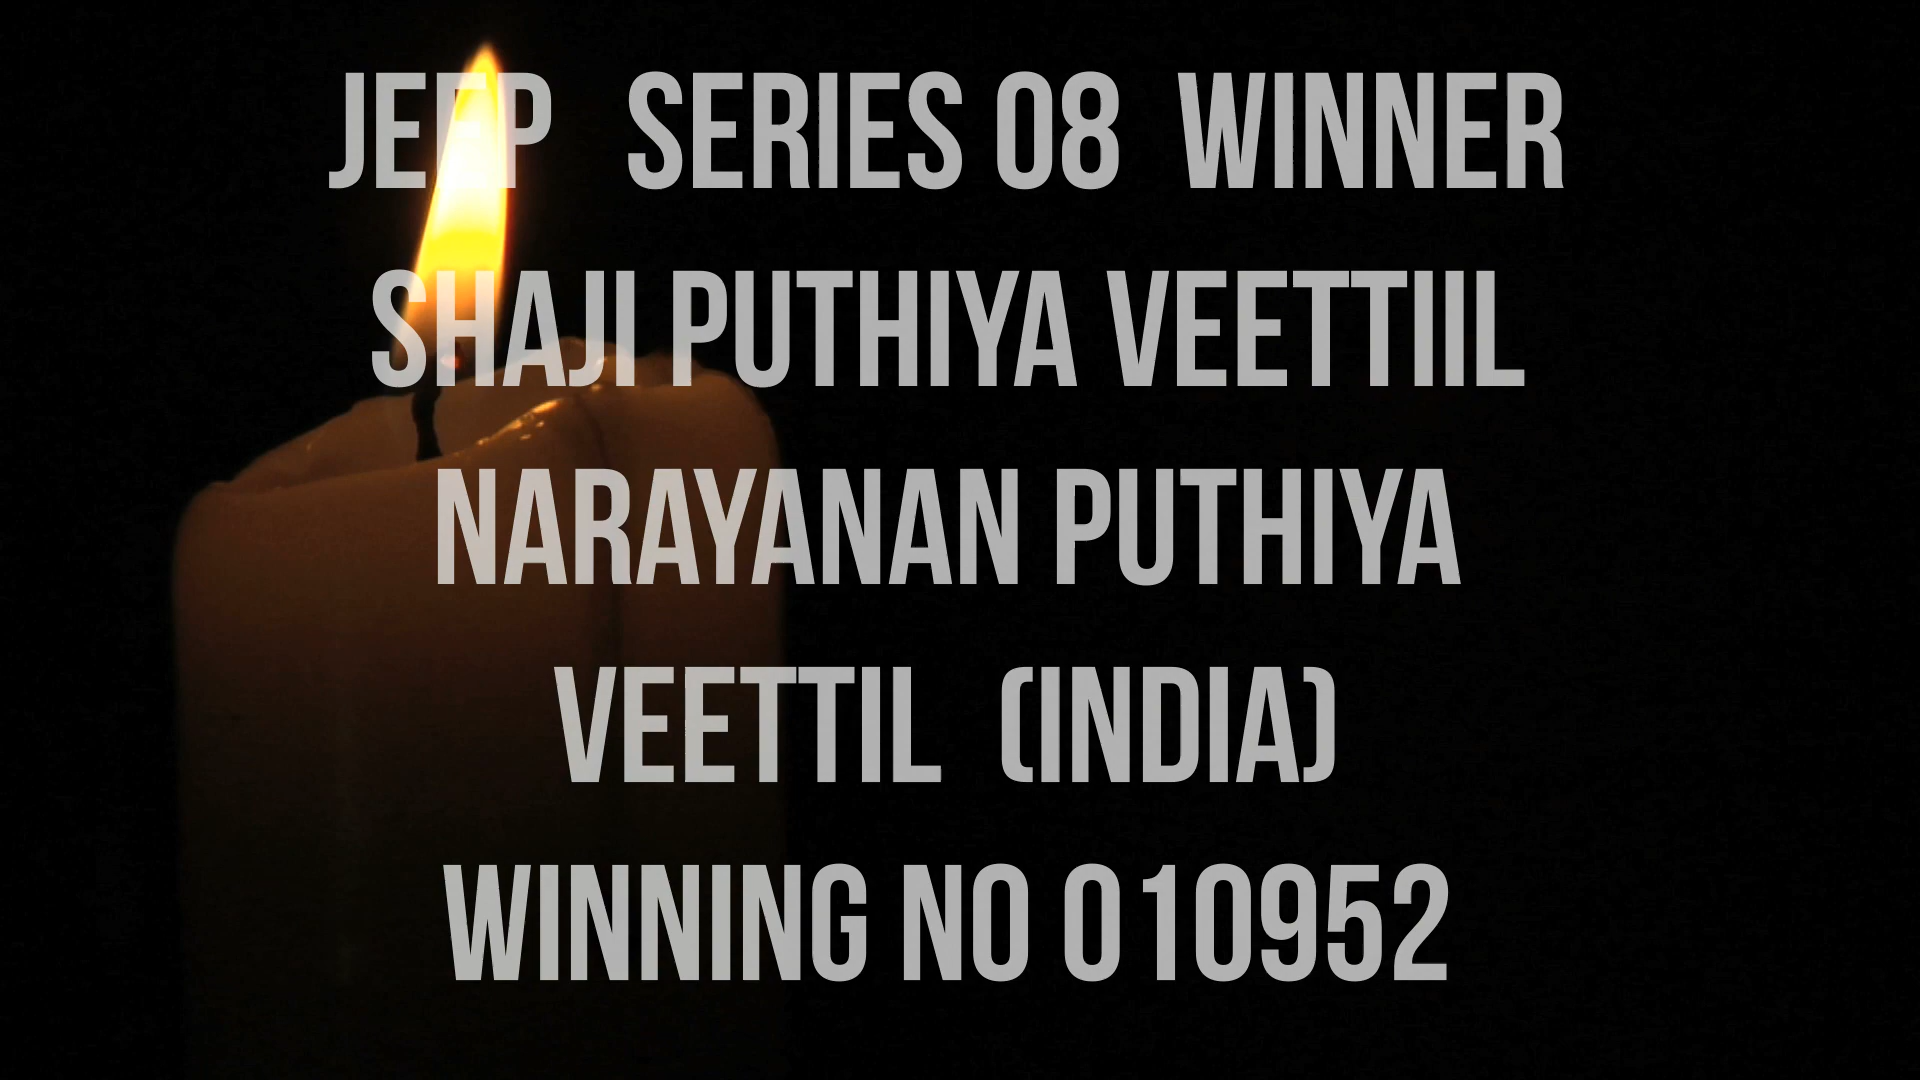 JEEP SERIES 08 WINNER
SHAJI PUTHIYA VEETTIIL
NARAYANAN PUTHIYA
VEETTIL (INDIA)
WINNING NO 010952